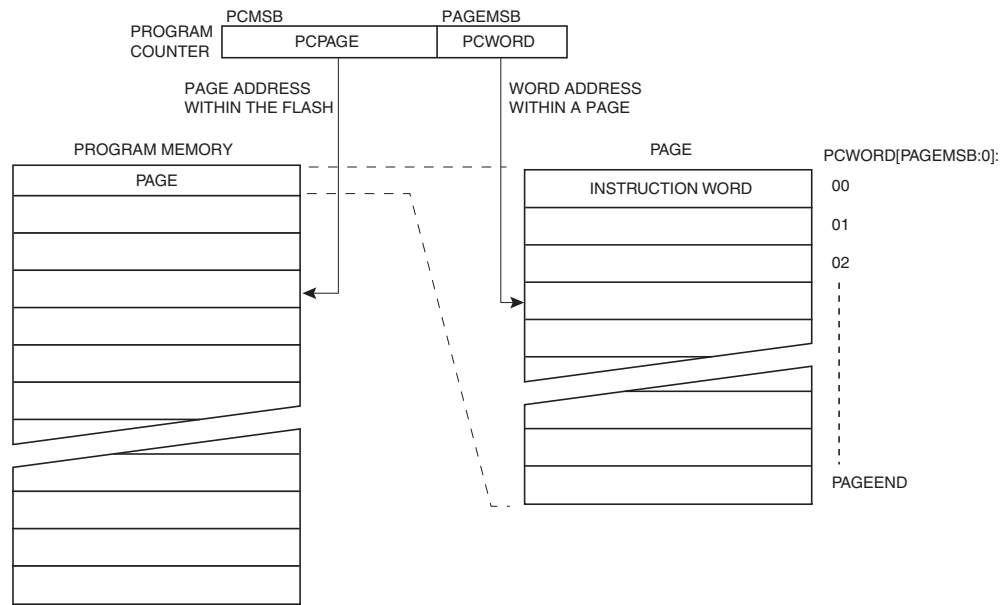 PCMSB
PAGEMSB
PROGRAM
COUNTER
PCPAGE
PCWORD
PAGE ADDRESS
WITHIN THE FLASH
WORD ADDRESS
WITHIN A PAGE
PROGRAM MEMORY
PAGE
PAGE
PCWORD[PAGEMSB:0]:
INSTRUCTION WORD
00
01
02
PAGEEND